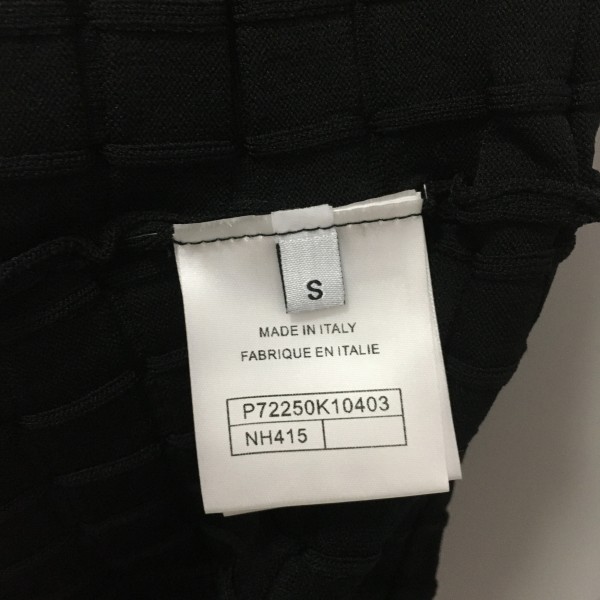 S
MADE IN ITALY
FABRIQUE EN ITALIE
P72250K10403
NH415